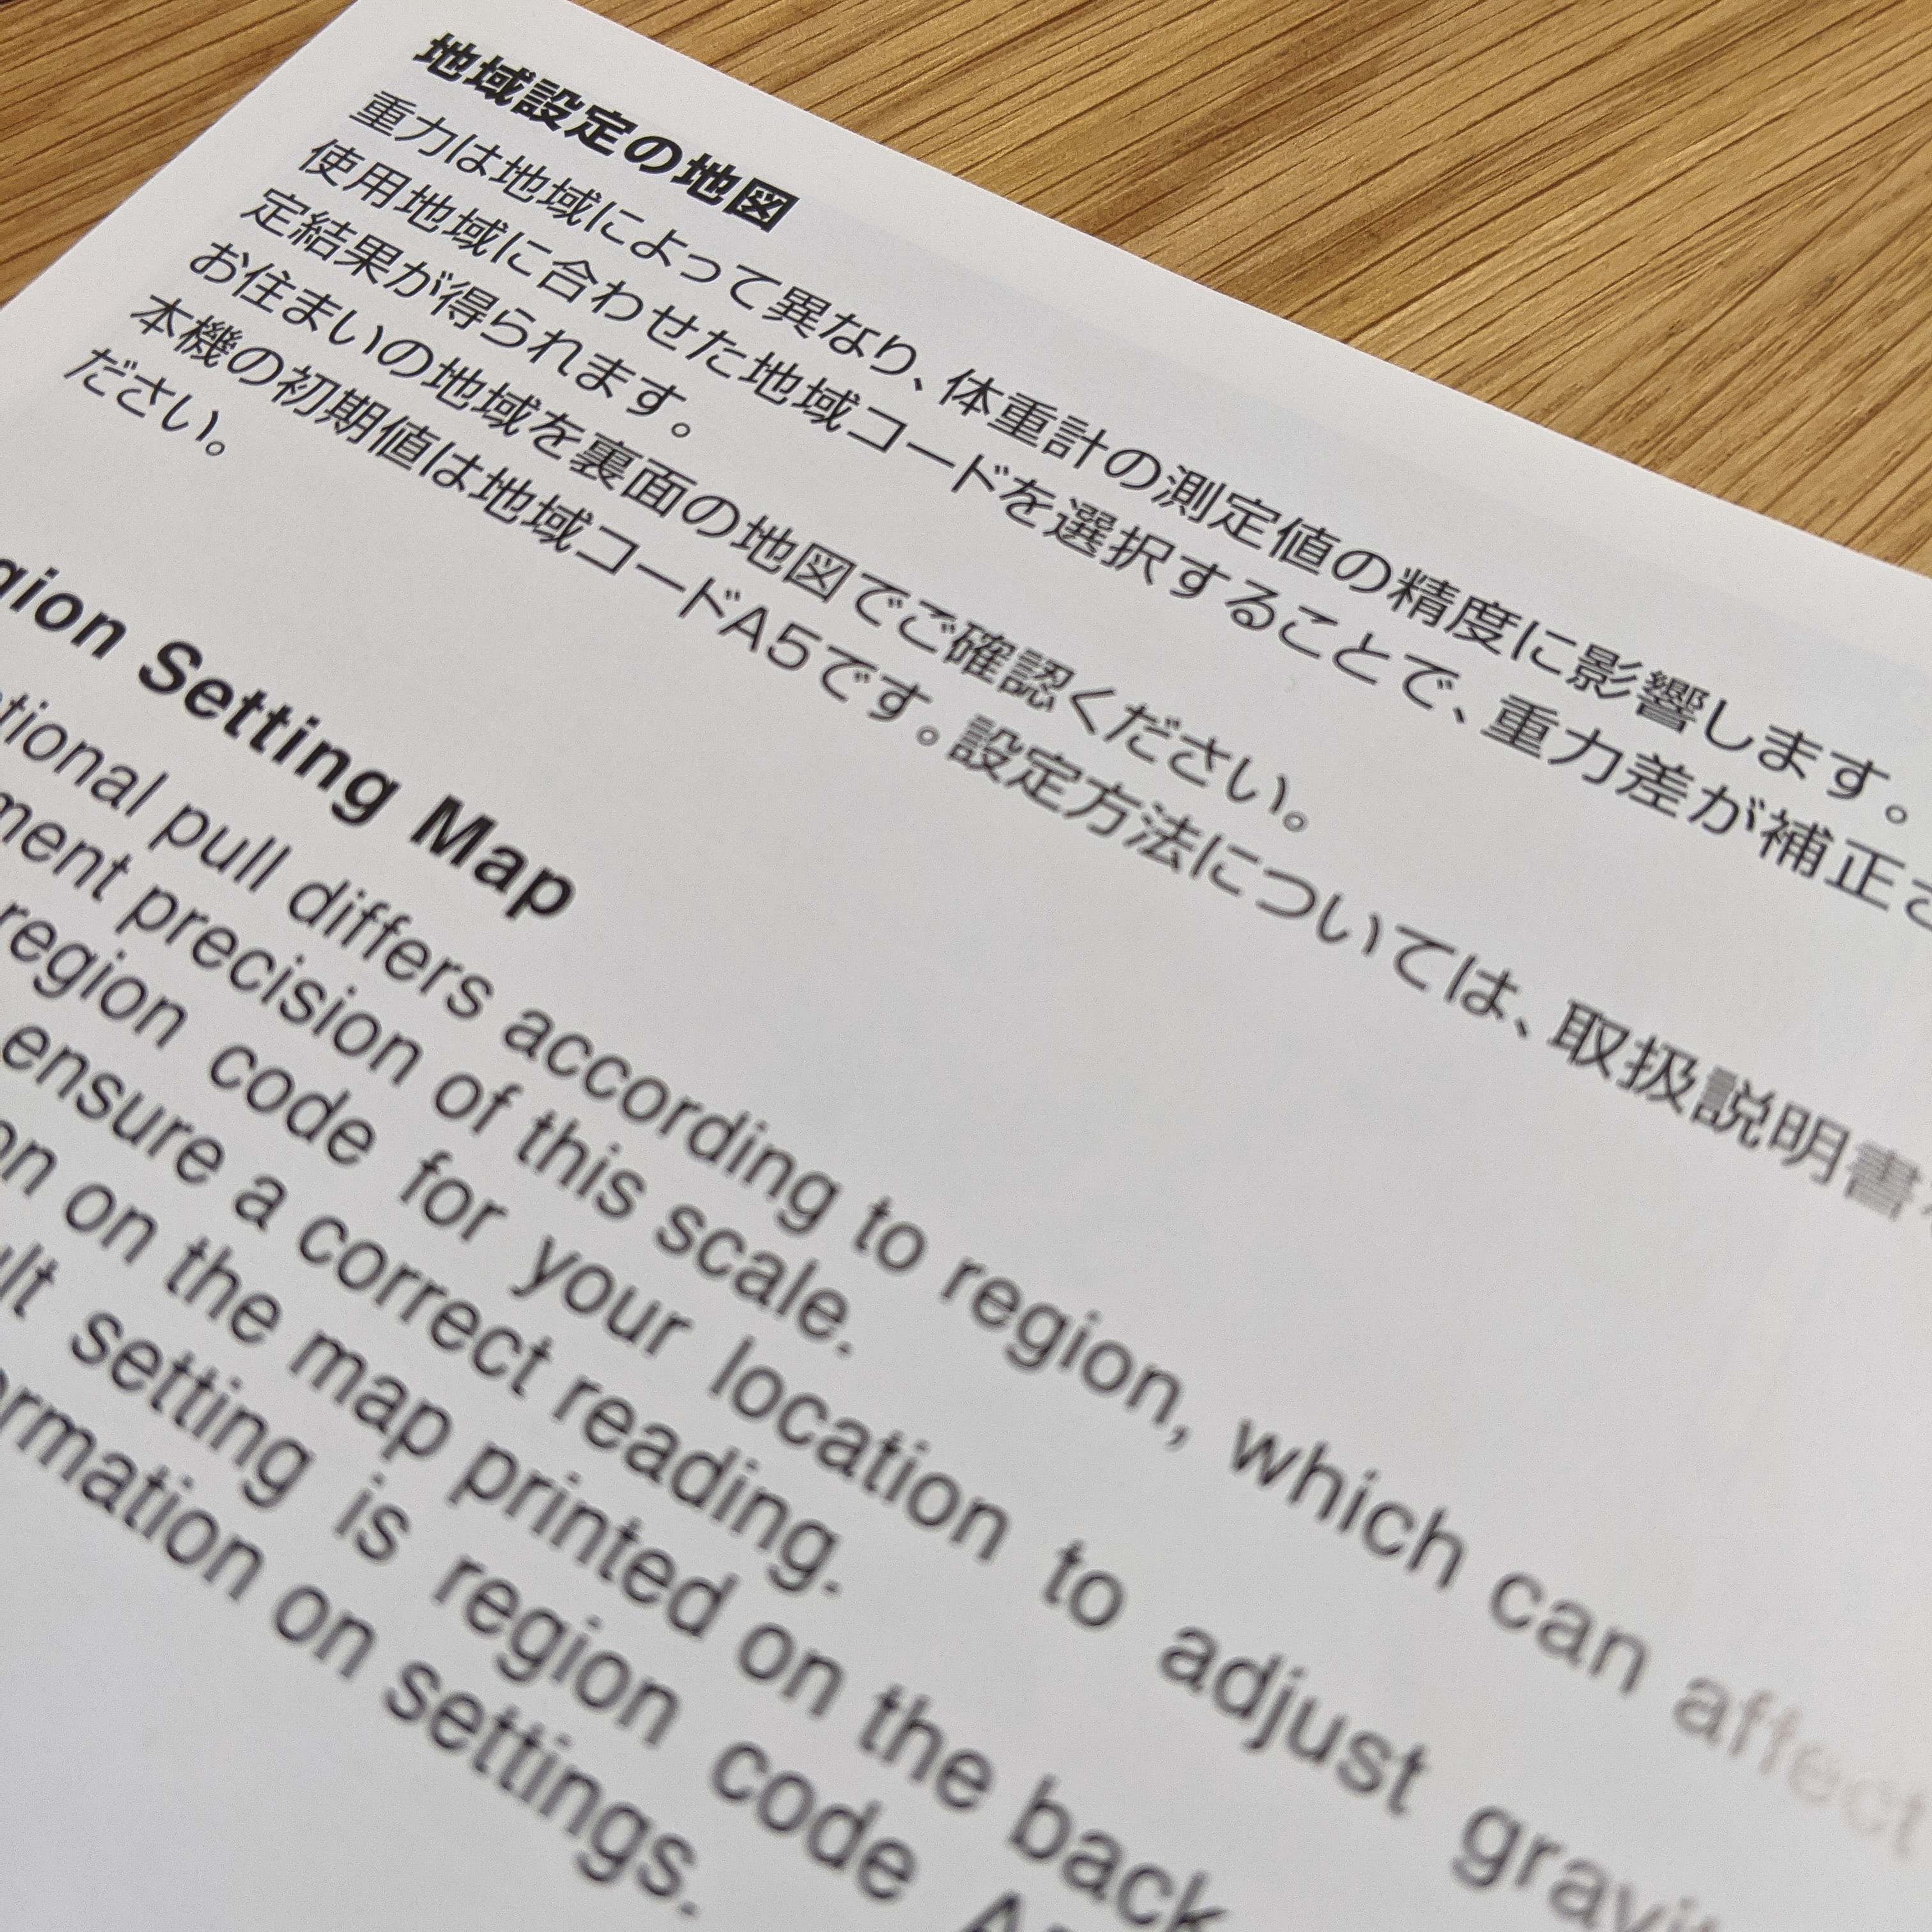 地域設定の地図
重力は地域によって異なり、体重計の測定値の精度に影響します。
使用地域に合わせた地域コードを選択することで、重力差が補正さ
定結果が得られます。
お住まいの地域を裏面の地図でご確認ください。
本機の初期値は地域コードA5です。設定方法については、取扱説明書
ださい。
gion Setting Map
tional pull differs according to region, which can affect
ment precision of this scale.
region code for your location to adjust gravit
ensure a correct reading.
on on the map printed on the back
ult setting is region code
ormation on settings.